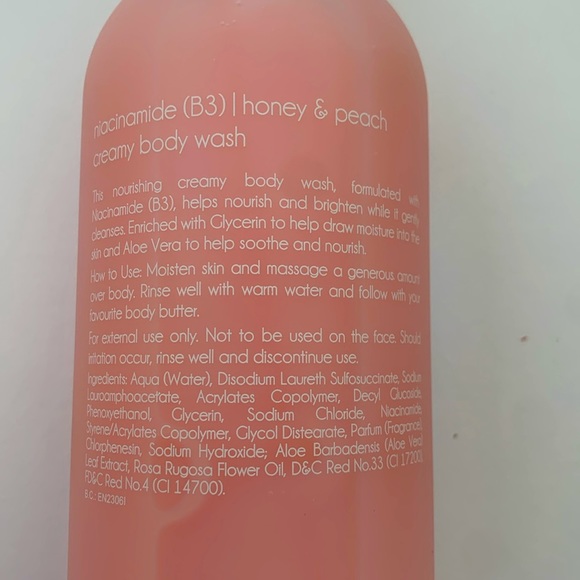 niacinamide (B3) | honey & peach
creamy body wash
This nourishing creamy body wash, formulated with
Niacinamide (B3), helps nourish and brighten while it gently
cleanses. Enriched with Glycerin to help draw moisture into the
skin and Aloe Vera to help soothe and nourish.
How to Use: Moisten skin and massage a generous amount
over body. Rinse well with warm water and follow with your
favourite body butter.
For external use only. Not to be used on the face. Should
irritation occur, rinse well and discontinue use.
Ingredients: Aqua (Water), Disodium Laureth Sulfosuccinate, Sodium
Lauroamphoacetate, Acrylates Copolymer, Decyl Glucoside,
Phenoxyethanol, Glycerin, Sodium Chloride, Niacinamide,
Styrene/Acrylates Copolymer, Glycol Distearate, Parfum (Fragrance),
Chlorphenesin, Sodium Hydroxide; Aloe Barbadensis (Aloe Vera)
Leaf Extract, Rosa Rugosa Flower Oil, D&C Red No.33 (CI 17200),
FD&C Red No.4 (CI 14700).
B.C.: EN23061